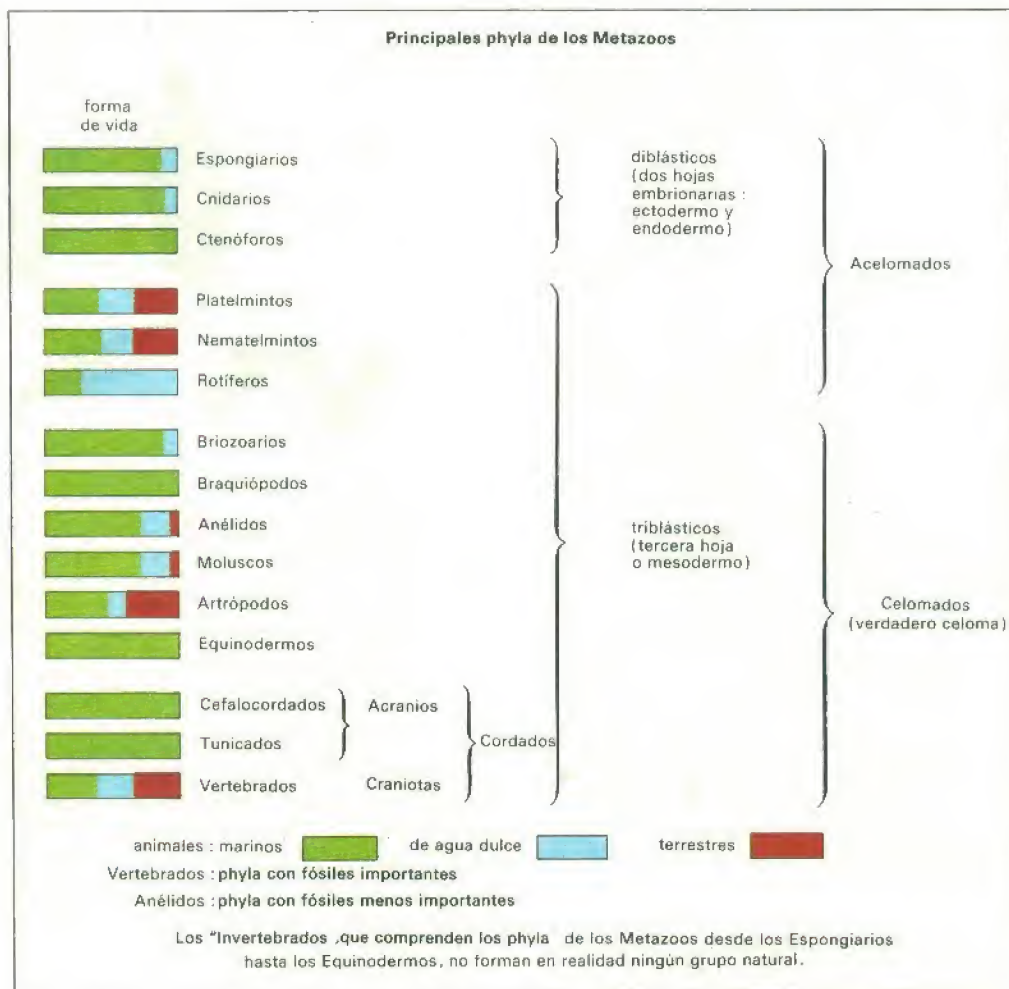 Principales phyla de los Metazoos
forma
de vida
Espongiarios
Cnidarios
Ctenóforos
diblásticos
(dos hojas
embrionarias :
ectodermo y
endodermo)
Acelomados
Platelmintos
Nematelmintos
Rotíferos
Briozoarios
Braquiópodos
Anélidos
Moluscos
Artrópodos
Equinodermos
triblásticos
(tercera hoja
o mesodermo)
Celomados
(verdadero celoma)
Cefalocordados
Acranios
Tunicados
Cordados
Vertebrados
Craniotas
animales : marinos
de agua dulce
terrestres
Vertebrados : phyla con fósiles importantes
Anélidos : phyla con fósiles menos importantes
Los "Invertebrados ,que comprenden los phyla de los Metazoos desde los Espongiarios
hasta los Equinodermos, no forman en realidad ningún grupo natural.